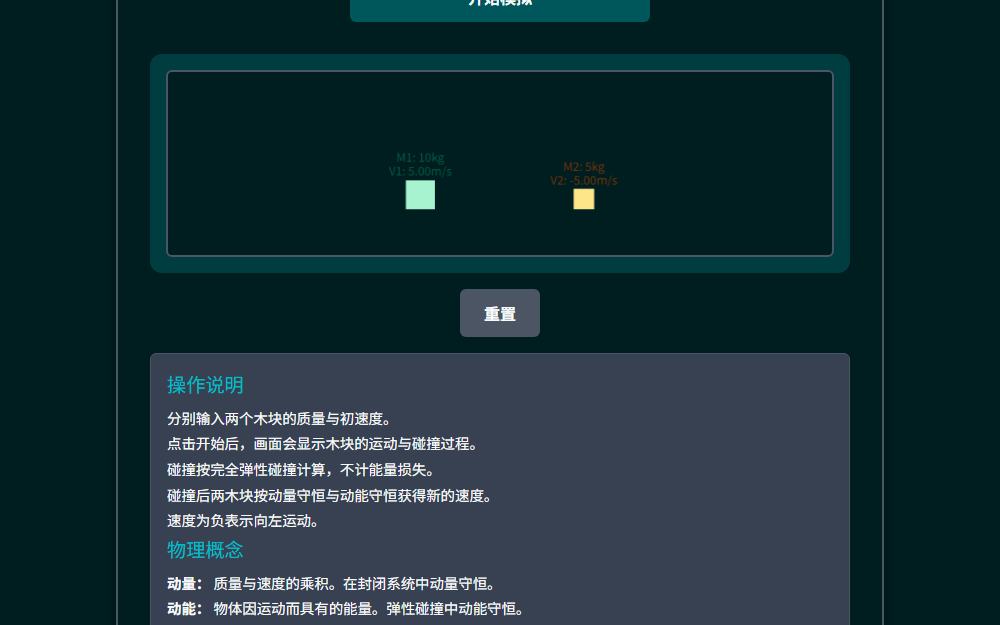 开始模拟
M1: 10kg
V1: 5.00m/s
M2: 5kg
V2: -5.00m/s
重置
操作说明
分别输入两个木块的质量与初速度。
点击开始后，画面会显示木块的运动与碰撞过程。
碰撞按完全弹性碰撞计算，不计能量损失。
碰撞后两木块按动量守恒与动能守恒获得新的速度。
速度为负表示向左运动。
物理概念
动量： 质量与速度的乘积。在封闭系统中动量守恒。
动能： 物体因运动而具有的能量。弹性碰撞中动能守恒。